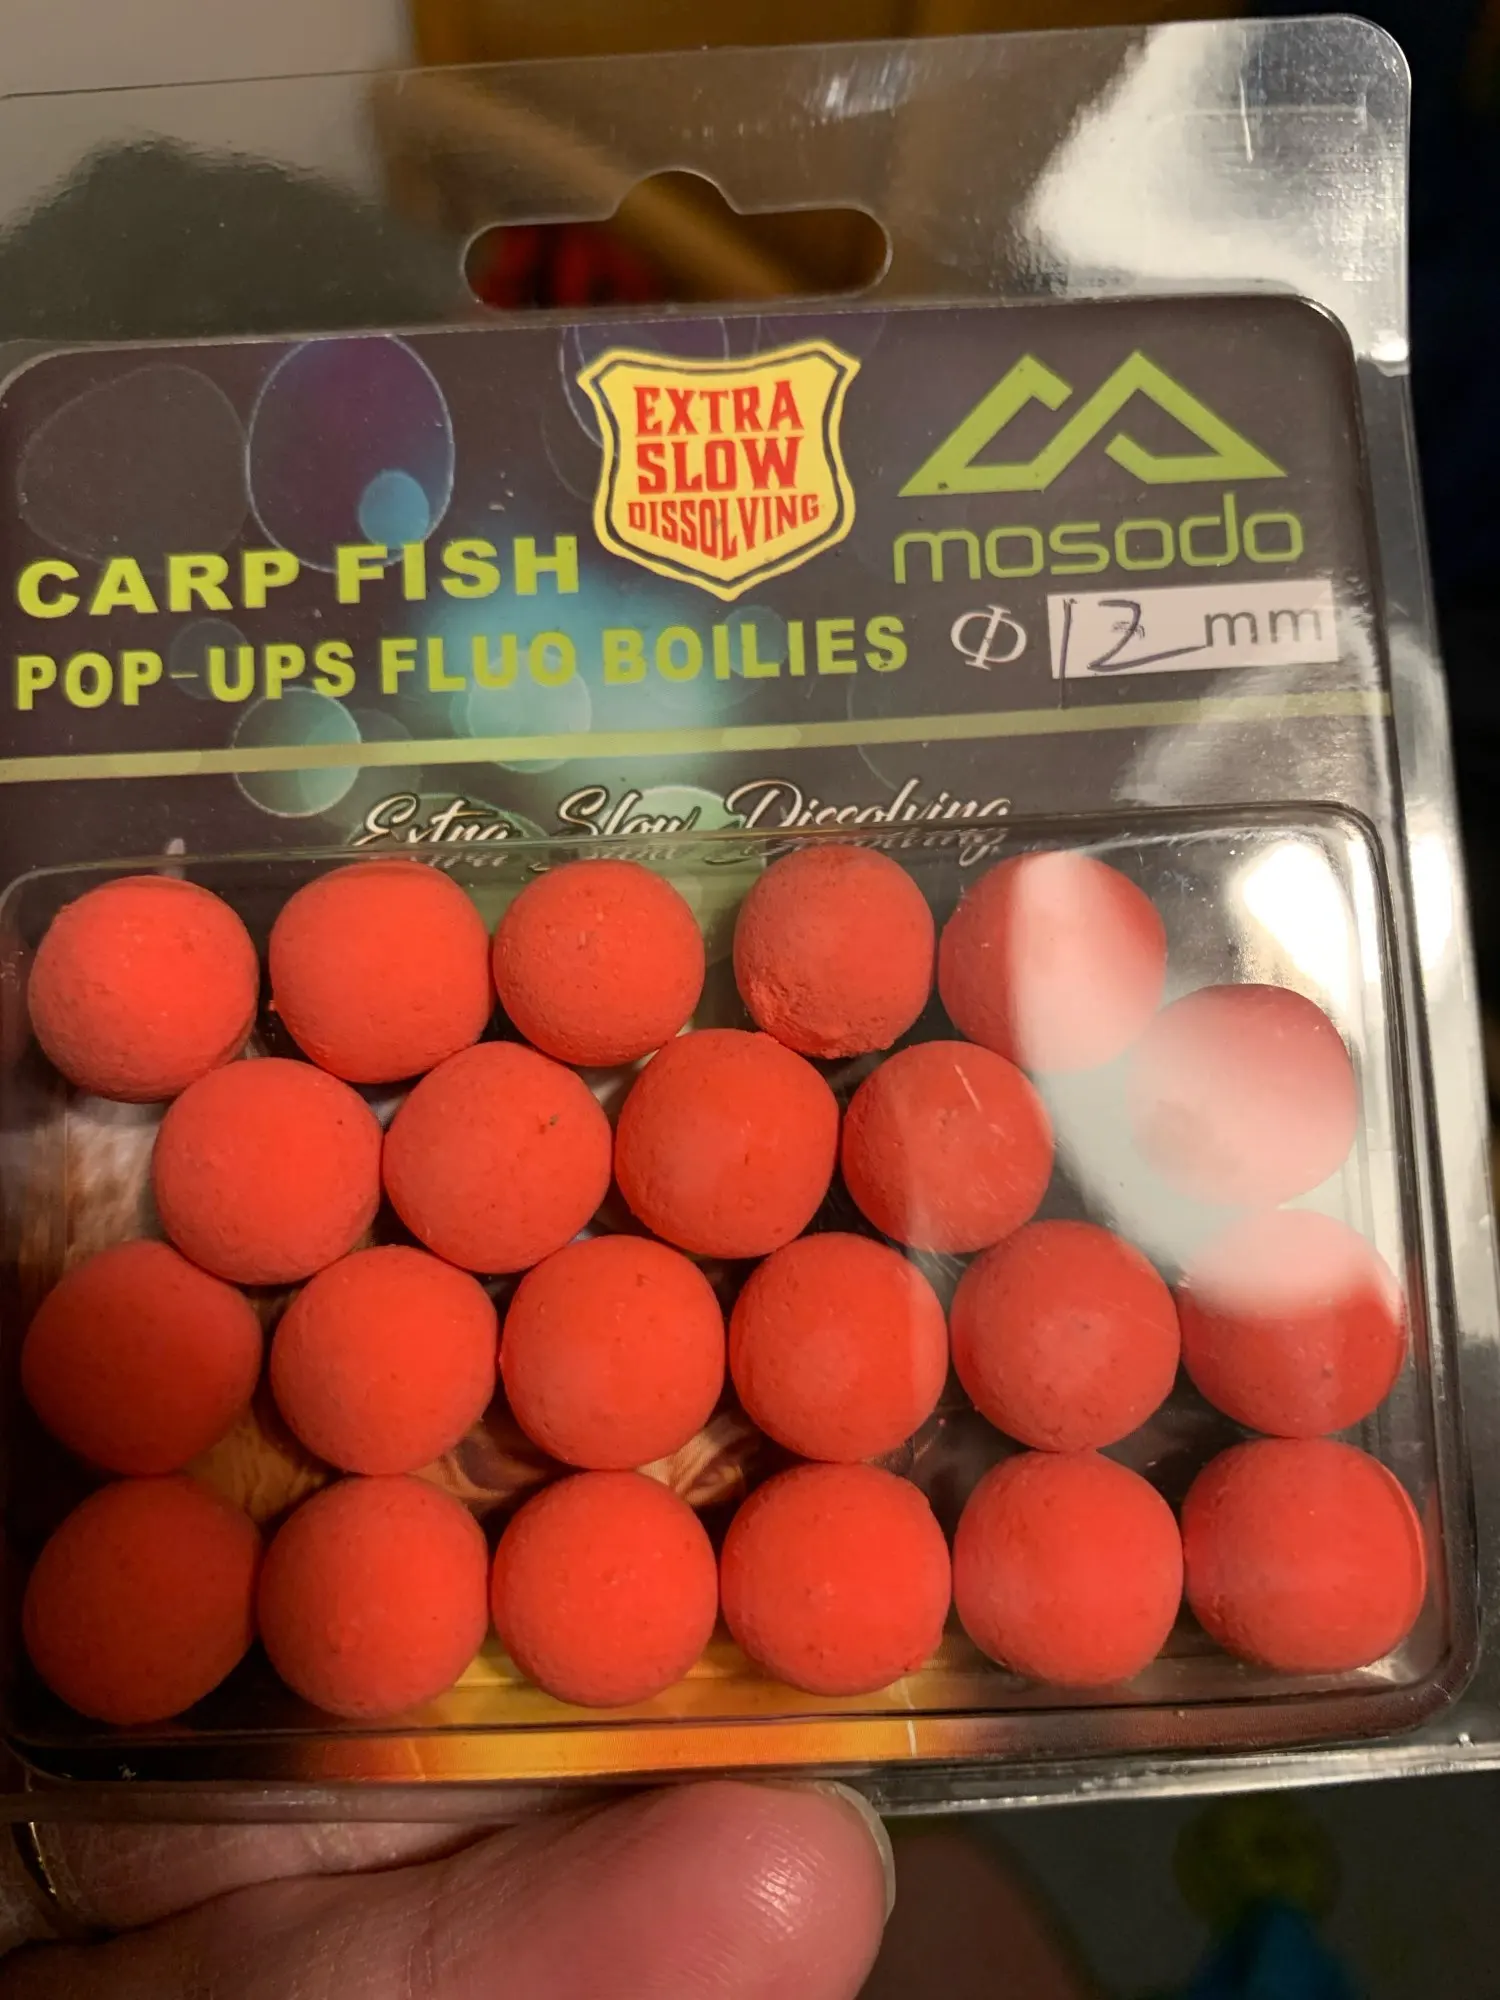 EXTRA
SLOW
DISSOLVING
mosodo
CARP FISH
POP-UPS FLUO BOILIES
Φ 12 mm
Extra Slow Dissolving